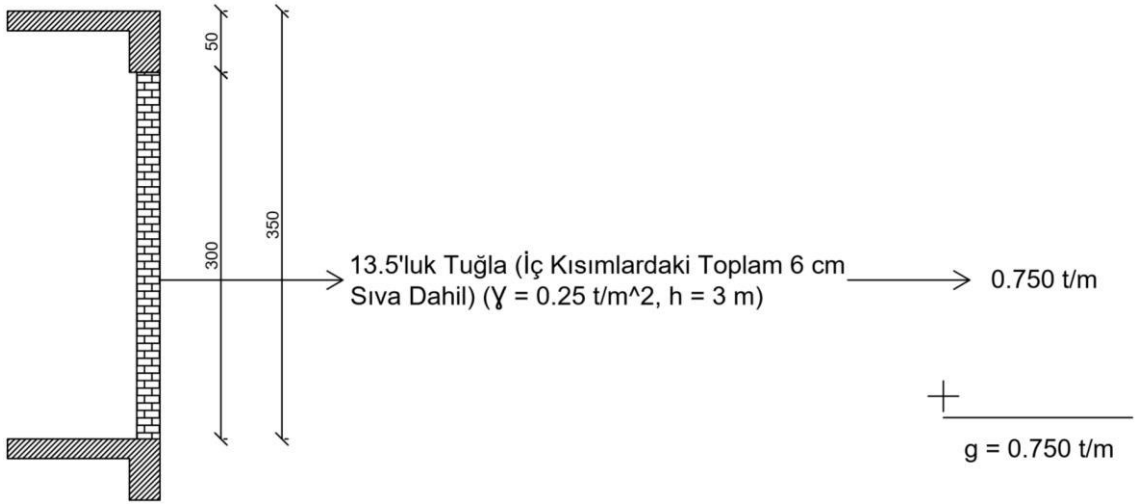 50
300
350
13.5'luk Tuğla (İç Kısımlardaki Toplam 6 cm
Sıva Dahil) (Ɣ = 0.25 t/m^2, h = 3 m)
0.750 t/m
g = 0.750 t/m